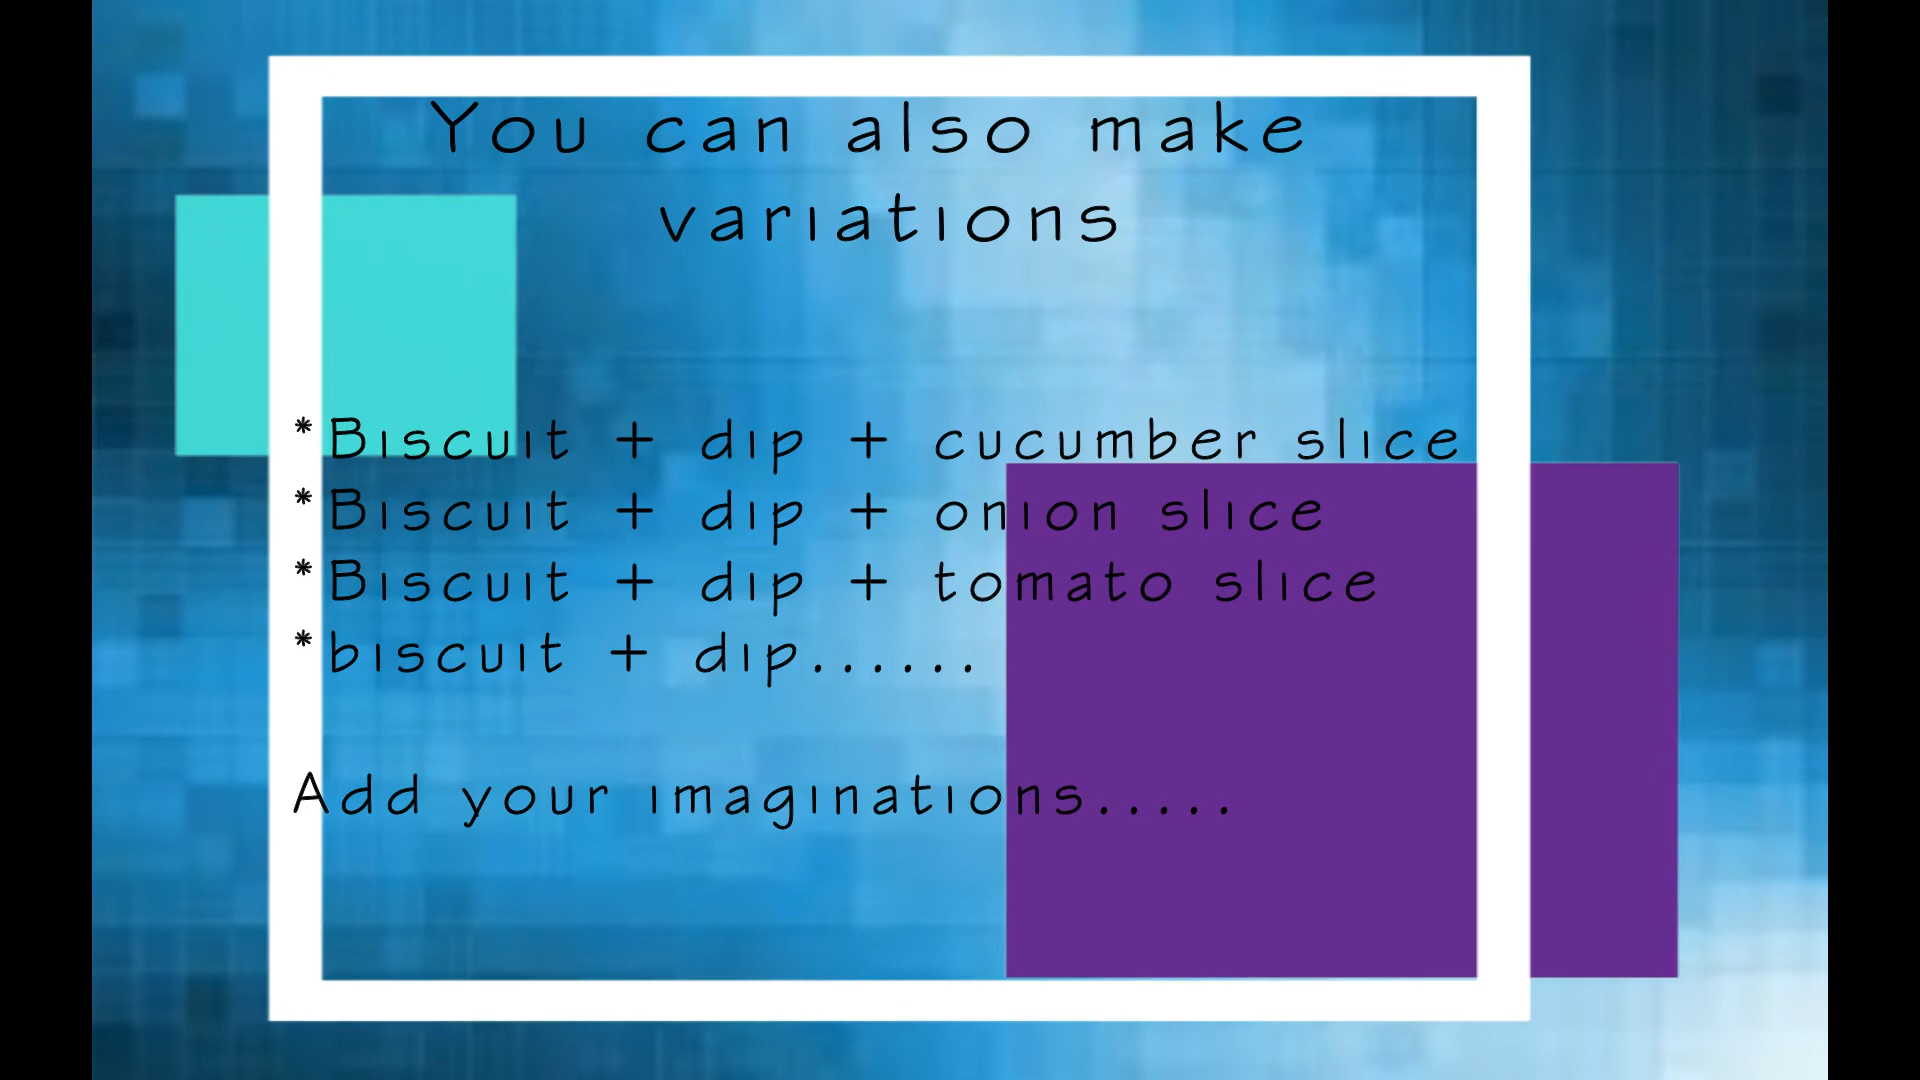 You can also make
variations
*Biscuit + dip + cucumber slice
*Biscuit + dip + onion slice
*Biscuit + dip + tomato slice
*biscuit + dip......
Add your imaginations.....